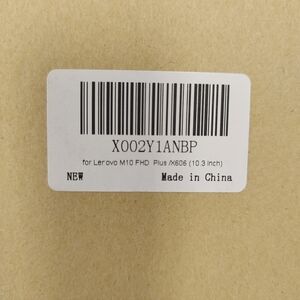 X002Y1ANBP
for Lenovo M10 FHD Plus /X606 (10.3 inch)
NEW Made in China